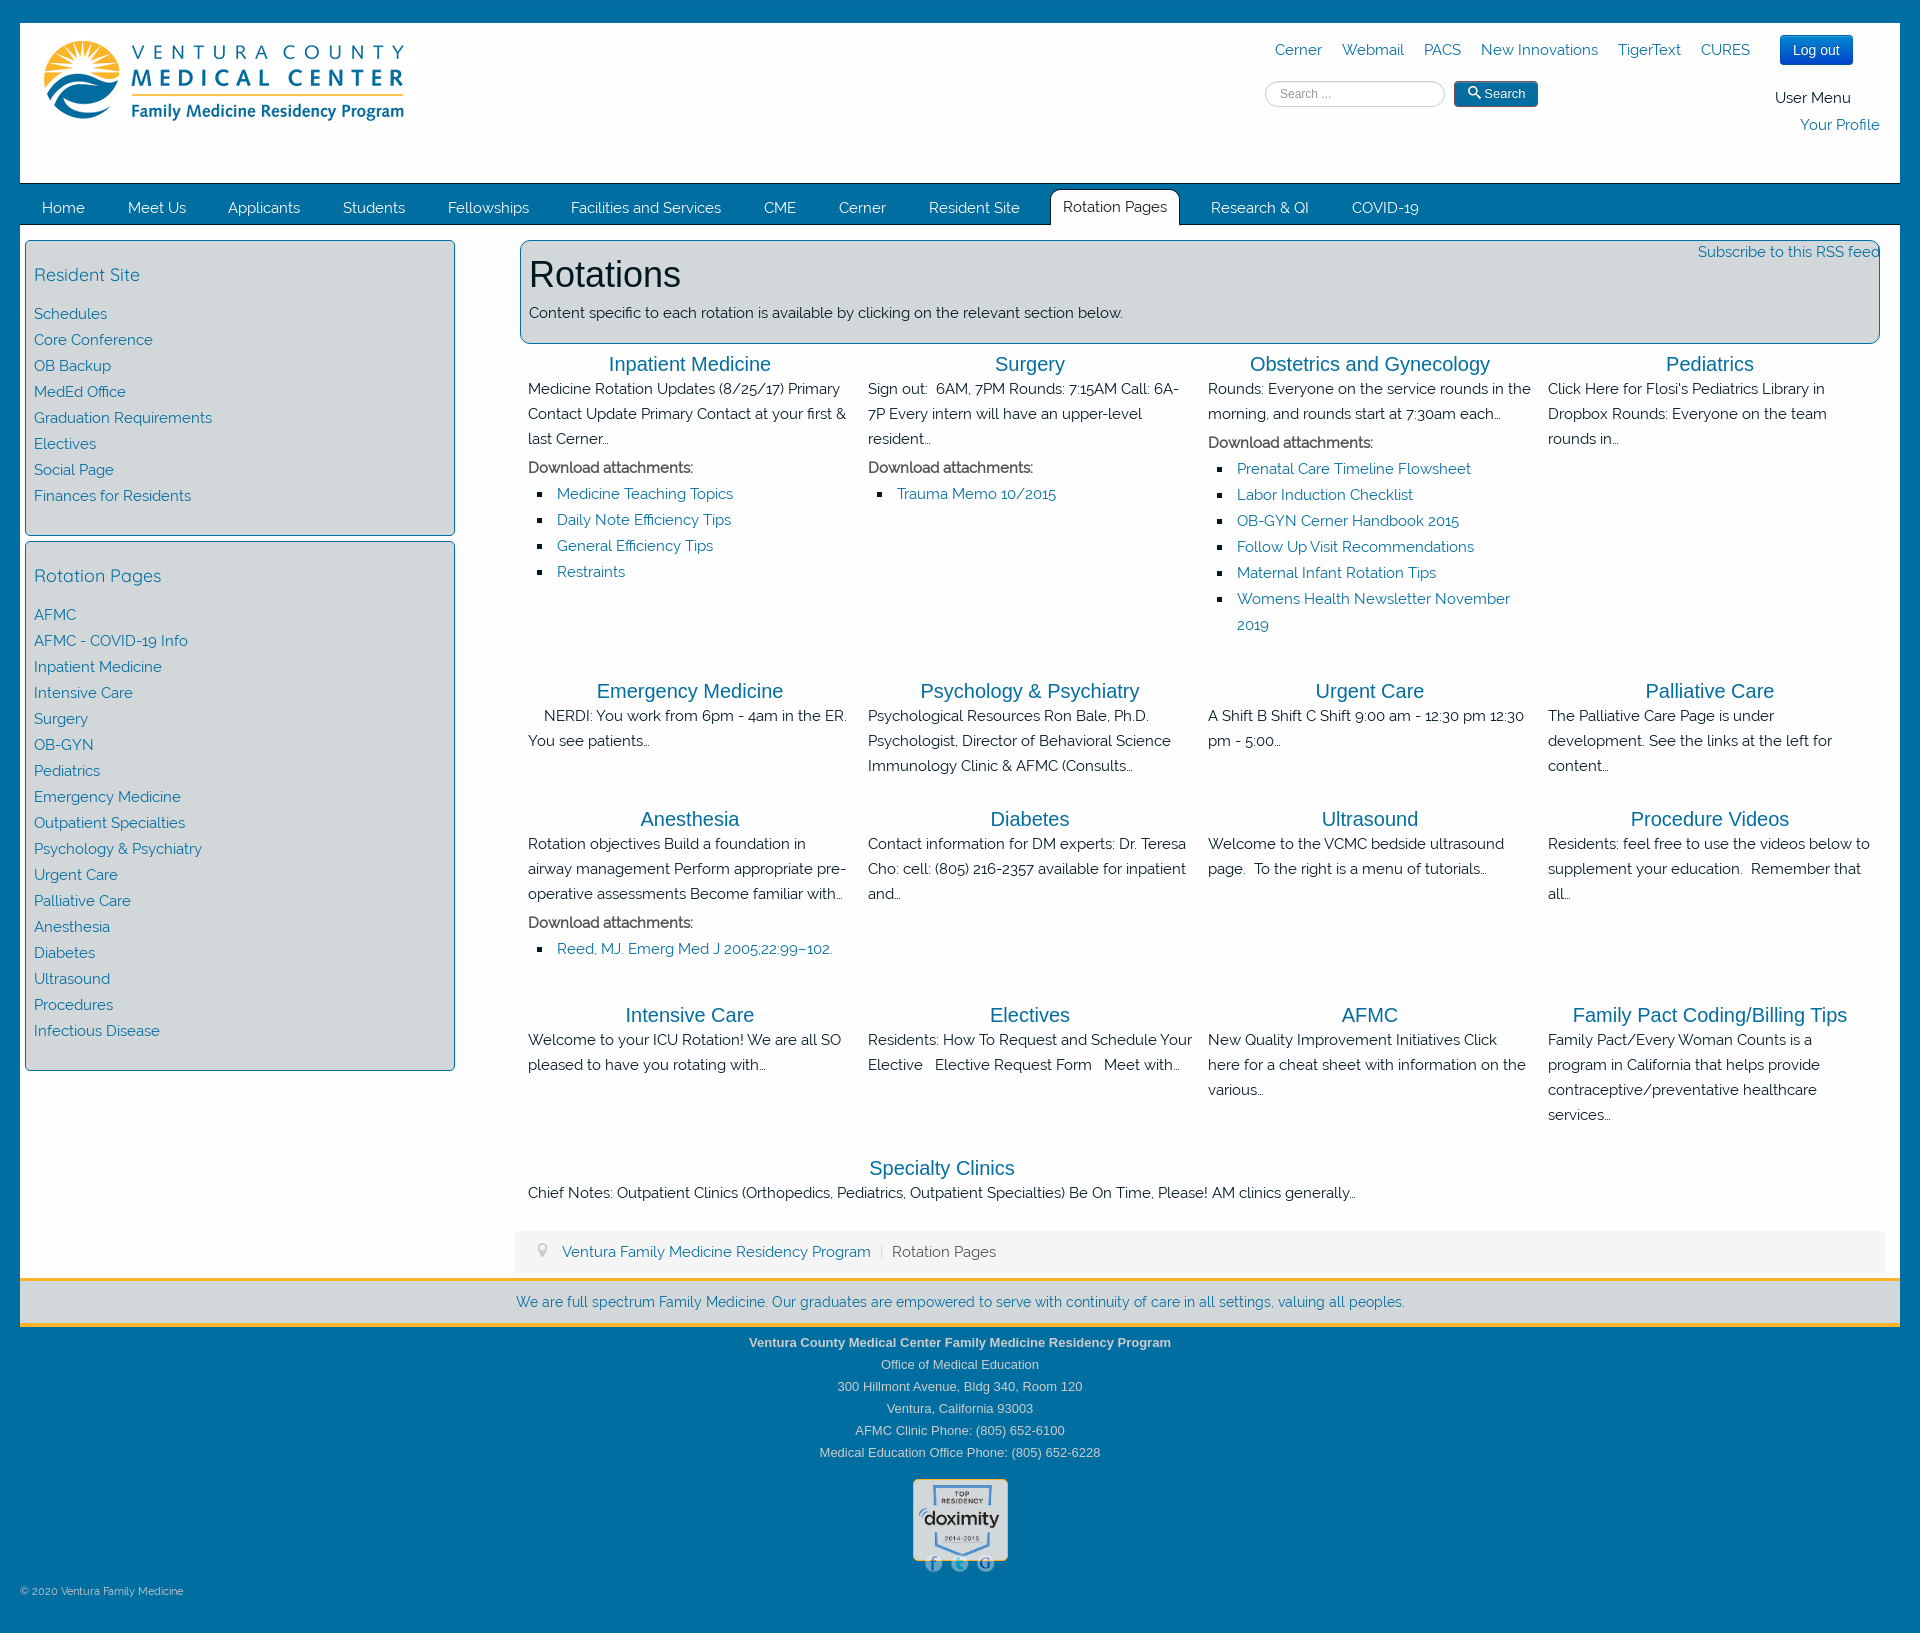 VENTURA COUNTY
MEDICAL CENTER
Family Medicine Residency Program
Cerner Webmail PACS New Innovations TigerText CURES
Log out
Search ...
Search
User Menu
Your Profile
Home Meet Us Applicants Students Fellowships Facilities and Services CME Cerner Resident Site Rotation Pages Research & QI COVID-19
Resident Site
Schedules
Core Conference
OB Backup
MedEd Office
Graduation Requirements
Electives
Social Page
Finances for Residents
Rotation Pages
AFMC
AFMC - COVID-19 Info
Inpatient Medicine
Intensive Care
Surgery
OB-GYN
Pediatrics
Emergency Medicine
Outpatient Specialties
Psychology & Psychiatry
Urgent Care
Palliative Care
Anesthesia
Diabetes
Ultrasound
Procedures
Infectious Disease
Subscribe to this RSS feed
Rotations
Content specific to each rotation is available by clicking on the relevant section below.
Inpatient Medicine
Medicine Rotation Updates (8/25/17) Primary
Contact Update Primary Contact at your first &
last Cerner...
Download attachments:
Medicine Teaching Topics
Daily Note Efficiency Tips
General Efficiency Tips
Restraints
Surgery
Sign out:  6AM, 7PM Rounds: 7:15AM Call: 6A-
7P Every intern will have an upper-level
resident...
Download attachments:
Trauma Memo 10/2015
Obstetrics and Gynecology
Rounds: Everyone on the service rounds in the
morning, and rounds start at 7:30am each...
Download attachments:
Prenatal Care Timeline Flowsheet
Labor Induction Checklist
OB-GYN Cerner Handbook 2015
Follow Up Visit Recommendations
Maternal Infant Rotation Tips
Womens Health Newsletter November
2019
Pediatrics
Click Here for Flosi's Pediatrics Library in
Dropbox Rounds: Everyone on the team
rounds in...
Emergency Medicine
NERDI: You work from 6pm - 4am in the ER.
You see patients...
Psychology & Psychiatry
Psychological Resources Ron Bale, Ph.D.
Psychologist, Director of Behavioral Science
Immunology Clinic & AFMC (Consults...
Urgent Care
A Shift B Shift C Shift 9:00 am - 12:30 pm 12:30
pm - 5:00...
Palliative Care
The Palliative Care Page is under
development. See the links at the left for
content...
Anesthesia
Rotation objectives Build a foundation in
airway management Perform appropriate pre-
operative assessments Become familiar with...
Download attachments:
Reed, MJ. Emerg Med J 2005;22:99–102.
Diabetes
Contact information for DM experts: Dr. Teresa
Cho: cell: (805) 216-2357 available for inpatient
and...
Ultrasound
Welcome to the VCMC bedside ultrasound
page.  To the right is a menu of tutorials...
Procedure Videos
Residents: feel free to use the videos below to
supplement your education.  Remember that
all...
Intensive Care
Welcome to your ICU Rotation! We are all SO
pleased to have you rotating with...
Electives
Residents: How To Request and Schedule Your
Elective   Elective Request Form   Meet with...
AFMC
New Quality Improvement Initiatives Click
here for a cheat sheet with information on the
various...
Family Pact Coding/Billing Tips
Family Pact/Every Woman Counts is a
program in California that helps provide
contraceptive/preventative healthcare
services...
Specialty Clinics
Chief Notes: Outpatient Clinics (Orthopedics, Pediatrics, Outpatient Specialties) Be On Time, Please! AM clinics generally...
Ventura Family Medicine Residency Program | Rotation Pages
We are full spectrum Family Medicine. Our graduates are empowered to serve with continuity of care in all settings, valuing all peoples.
Ventura County Medical Center Family Medicine Residency Program
Office of Medical Education
300 Hillmont Avenue, Bldg 340, Room 120
Ventura, California 93003
AFMC Clinic Phone: (805) 652-6100
Medical Education Office Phone: (805) 652-6228
TOP
RESIDENCY
doximity
2014-2015
f t G
© 2020 Ventura Family Medicine